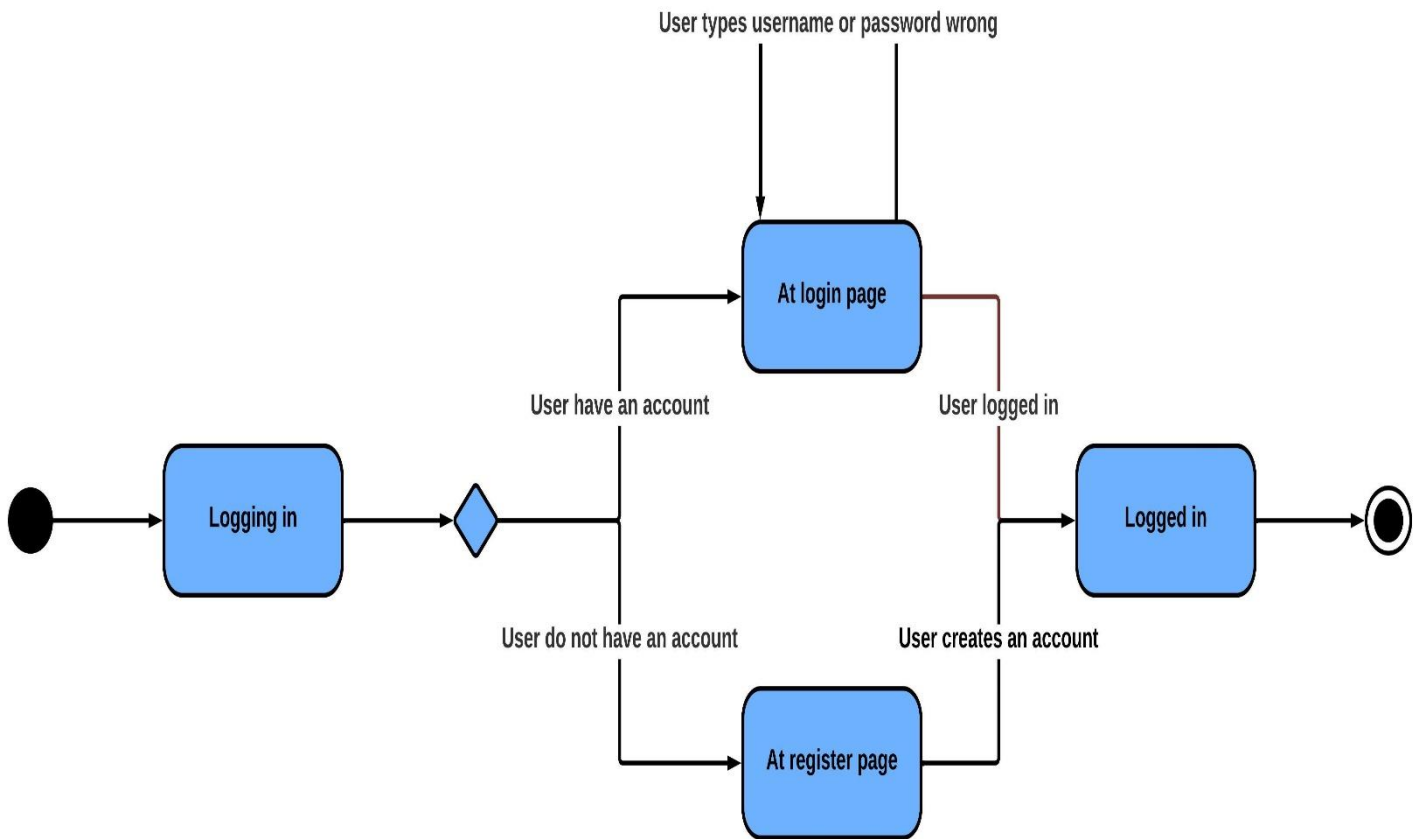 User types username or password wrong
At login page
User have an account
User logged in
Logging in
Logged in
User do not have an account
User creates an account
At register page